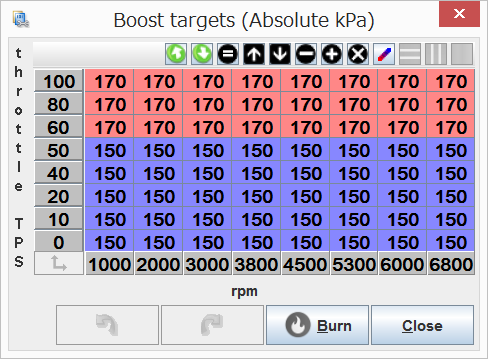 Boost targets (Absolute kPa)
throttle TPS
100 170 170 170 170 170 170 170 170
80 170 170 170 170 170 170 170 170
60 170 170 170 170 170 170 170 170
50 150 150 150 150 150 150 150 150
40 150 150 150 150 150 150 150 150
20 150 150 150 150 150 150 150 150
10 150 150 150 150 150 150 150 150
0 150 150 150 150 150 150 150 150
1000 2000 3000 3800 4500 5300 6000 6800
rpm
Burn Close